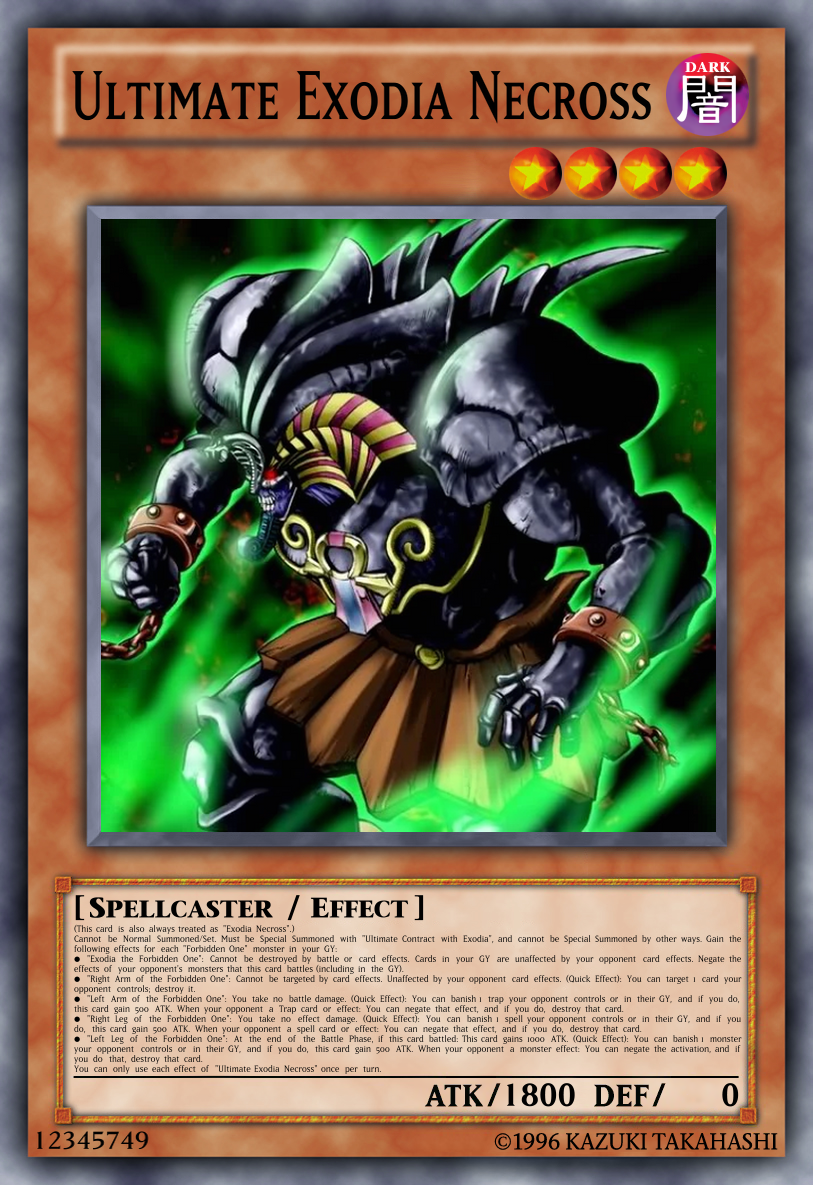 Ultimate Exodia Necross
DARK
闇
[ Spellcaster / Effect ]
(This card is also always treated as "Exodia Necross".)
Cannot be Normal Summoned/Set. Must be Special Summoned with "Ultimate Contract with Exodia", and cannot be Special Summoned by other ways. Gain the
following effects for each "Forbidden One" monster in your GY:
● "Exodia the Forbidden One": Cannot be destroyed by battle or card effects. Cards in your GY are unaffected by your opponent card effects. Negate the
effects of your opponent's monsters that this card battles (including in the GY).
● "Right Arm of the Forbidden One": Cannot be targeted by card effects. Unaffected by your opponent card effects. (Quick Effect): You can target 1 card your
opponent controls; destroy it.
● "Left Arm of the Forbidden One": You take no battle damage. (Quick Effect): You can banish 1 trap your opponent controls or in their GY, and if you do,
this card gain 500 ATK. When your opponent a Trap card or effect: You can negate that effect, and if you do, destroy that card.
● "Right Leg of the Forbidden One": You take no effect damage. (Quick Effect): You can banish 1 spell your opponent controls or in their GY, and if you
do, this card gain 500 ATK. When your opponent a spell card or effect: You can negate that effect, and if you do, destroy that card.
● "Left Leg of the Forbidden One": At the end of the Battle Phase, if this card battled: This card gains 1000 ATK. (Quick Effect): You can banish 1 monster
your opponent controls or in their GY, and if you do, this card gain 500 ATK. When your opponent a monster effect: You can negate the activation, and if
you do that, destroy that card.
You can only use each effect of "Ultimate Exodia Necross" once per turn.
ATK/1800 DEF/ 0
12345749
©1996 KAZUKI TAKAHASHI